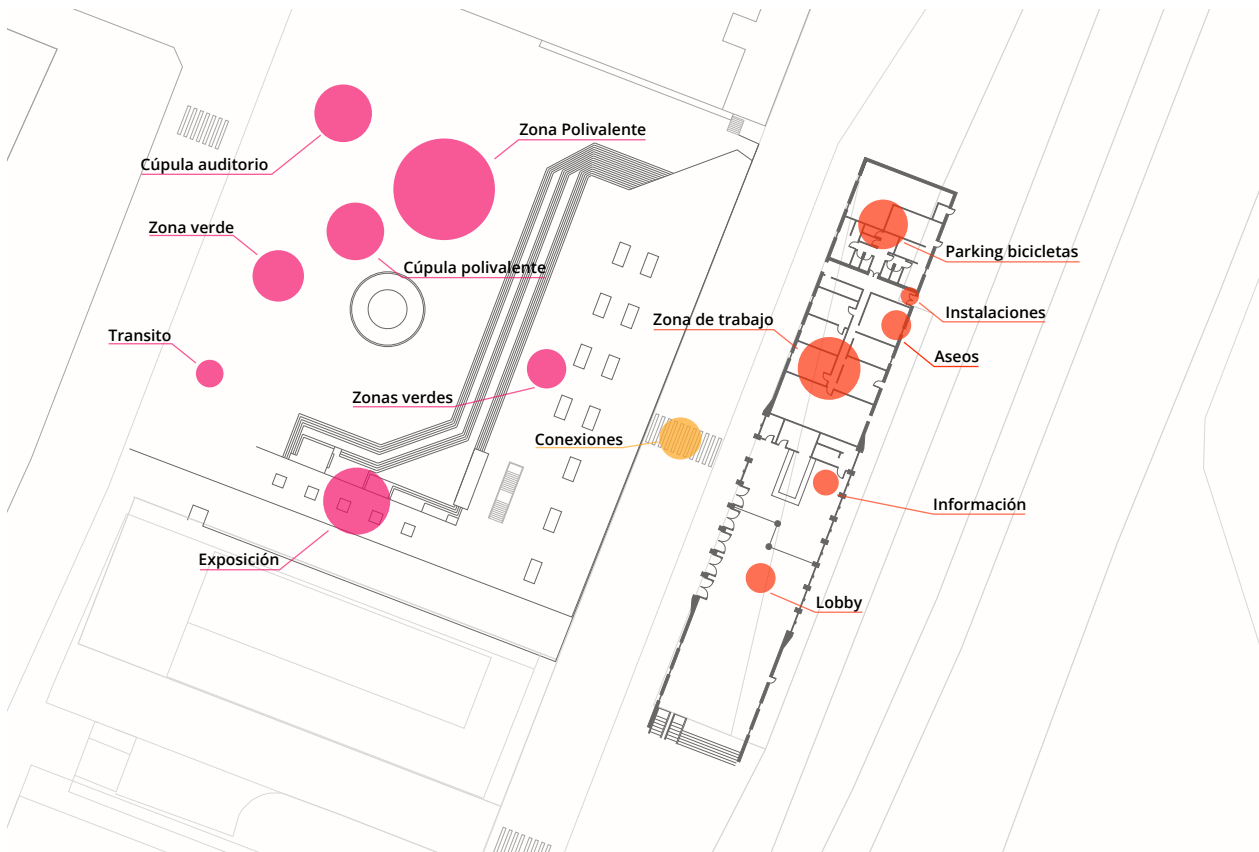 Zona Polivalente
Cúpula auditorio
Zona verde
Cúpula polivalente
Parking bicicletas
Instalaciones
Zona de trabajo
Transito
Aseos
Zonas verdes
Conexiones
Información
Exposición
Lobby